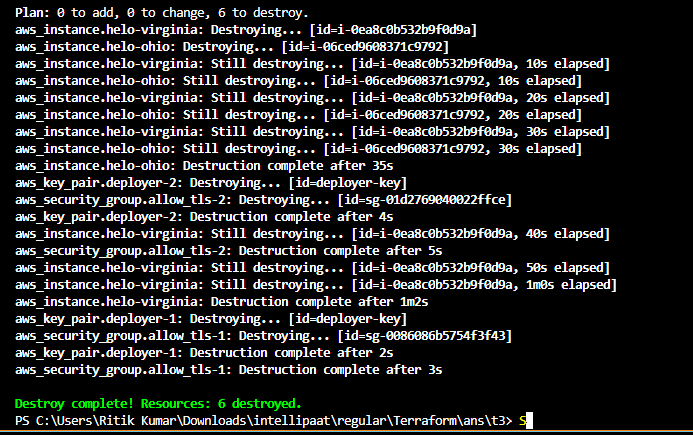 Plan: 0 to add, 0 to change, 6 to destroy.
aws_instance.helo-virginia: Destroying... [id=i-0ea8c0b532b9f0d9a]
aws_instance.helo-ohio: Destroying... [id=i-06ced9608371c9792]
aws_instance.helo-virginia: Still destroying... [id=i-0ea8c0b532b9f0d9a, 10s elapsed]
aws_instance.helo-ohio: Still destroying... [id=i-06ced9608371c9792, 10s elapsed]
aws_instance.helo-virginia: Still destroying... [id=i-0ea8c0b532b9f0d9a, 20s elapsed]
aws_instance.helo-ohio: Still destroying... [id=i-06ced9608371c9792, 20s elapsed]
aws_instance.helo-virginia: Still destroying... [id=i-0ea8c0b532b9f0d9a, 30s elapsed]
aws_instance.helo-ohio: Still destroying... [id=i-06ced9608371c9792, 30s elapsed]
aws_instance.helo-ohio: Destruction complete after 35s
aws_key_pair.deployer-2: Destroying... [id=deployer-key]
aws_security_group.allow_tls-2: Destroying... [id=sg-01d2769040022ffce]
aws_key_pair.deployer-2: Destruction complete after 4s
aws_instance.helo-virginia: Still destroying... [id=i-0ea8c0b532b9f0d9a, 40s elapsed]
aws_security_group.allow_tls-2: Destruction complete after 5s
aws_instance.helo-virginia: Still destroying... [id=i-0ea8c0b532b9f0d9a, 50s elapsed]
aws_instance.helo-virginia: Still destroying... [id=i-0ea8c0b532b9f0d9a, 1m0s elapsed]
aws_instance.helo-virginia: Destruction complete after 1m2s
aws_key_pair.deployer-1: Destroying... [id=deployer-key]
aws_security_group.allow_tls-1: Destroying... [id=sg-0086086b5754f3f43]
aws_key_pair.deployer-1: Destruction complete after 2s
aws_security_group.allow_tls-1: Destruction complete after 3s
Destroy complete! Resources: 6 destroyed.
PS C:\Users\Ritik Kumar\Downloads\intellipaat\regular\Terraform\ans\t3> S